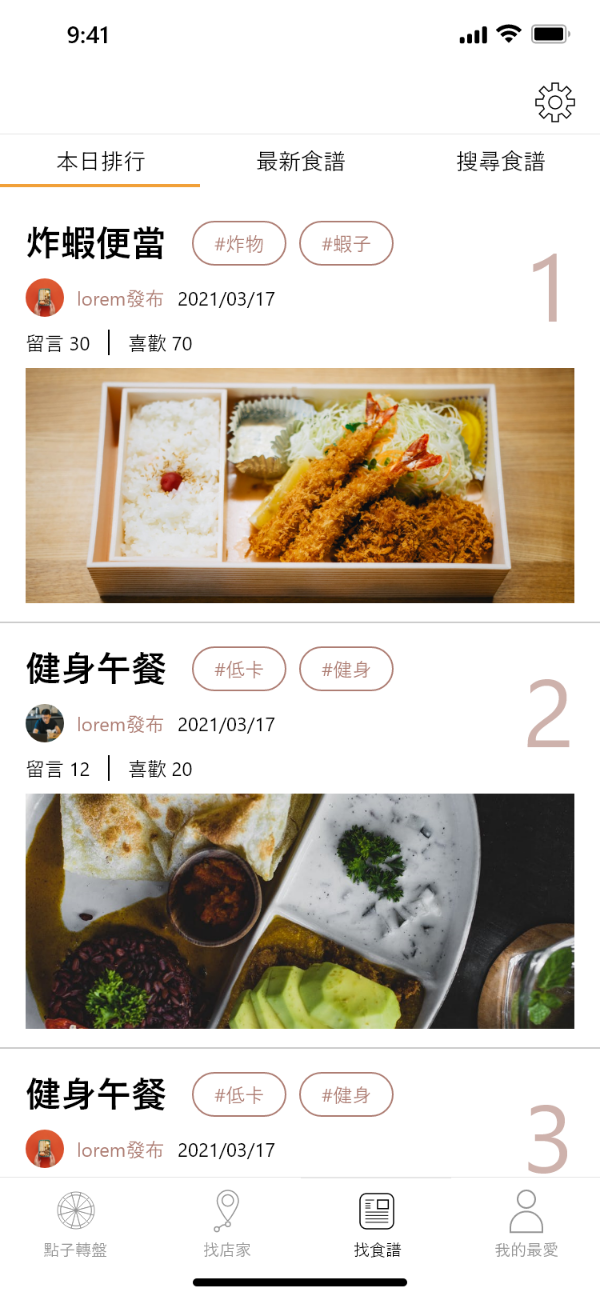 9:41
本日排行 最新食譜 搜尋食譜
炸蝦便當 #炸物 #蝦子
1
lorem發布 2021/03/17
留言 30 | 喜歡 70
健身午餐 #低卡 #健身
2
lorem發布 2021/03/17
留言 12 | 喜歡 20
健身午餐 #低卡 #健身
3
lorem發布 2021/03/17
點子轉盤 找店家 找食譜 我的最愛